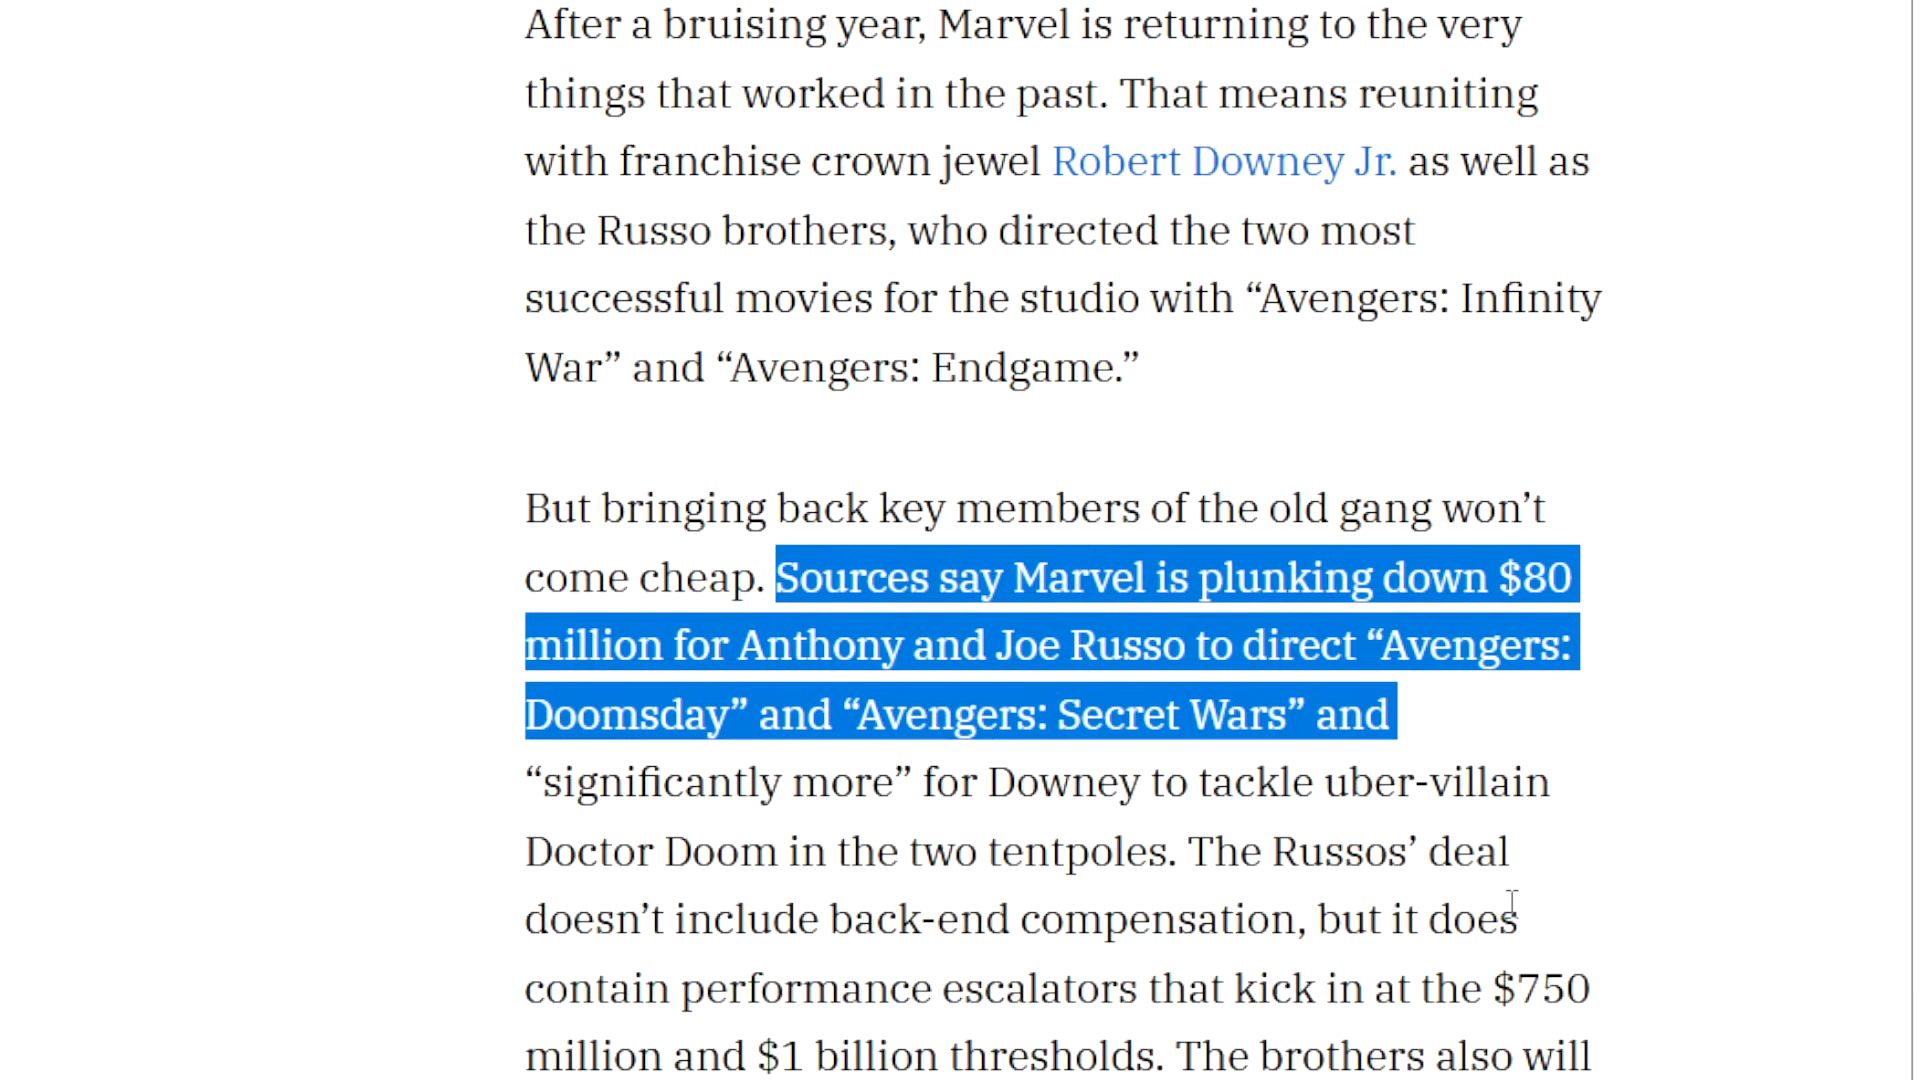 After a bruising year, Marvel is returning to the very
things that worked in the past. That means reuniting
with franchise crown jewel Robert Downey Jr. as well as
the Russo brothers, who directed the two most
successful movies for the studio with “Avengers: Infinity
War” and “Avengers: Endgame.”
But bringing back key members of the old gang won’t
come cheap. Sources say Marvel is plunking down $80
million for Anthony and Joe Russo to direct “Avengers:
Doomsday” and “Avengers: Secret Wars” and
“significantly more” for Downey to tackle uber-villain
Doctor Doom in the two tentpoles. The Russos’ deal
doesn’t include back-end compensation, but it does
contain performance escalators that kick in at the $750
million and $1 billion thresholds. The brothers also will